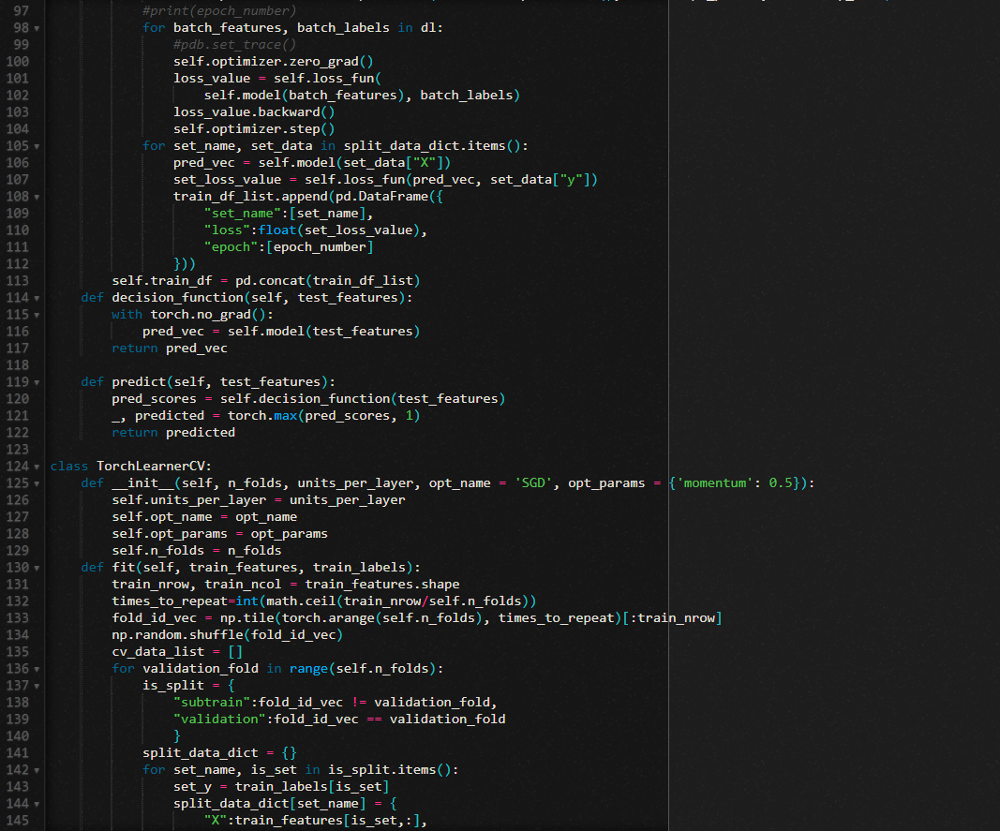 97 #print(epoch_number)
98 for batch_features, batch_labels in dl:
99 #pdb.set_trace()
100 self.optimizer.zero_grad()
101 loss_value = self.loss_fun(
102 self.model(batch_features), batch_labels)
103 loss_value.backward()
104 self.optimizer.step()
105 for set_name, set_data in split_data_dict.items():
106 pred_vec = self.model(set_data["X"])
107 set_loss_value = self.loss_fun(pred_vec, set_data["y"])
108 train_df_list.append(pd.DataFrame({
109 "set_name":[set_name],
110 "loss":float(set_loss_value),
111 "epoch":[epoch_number]
112 }))
113 self.train_df = pd.concat(train_df_list)
114 def decision_function(self, test_features):
115 with torch.no_grad():
116 pred_vec = self.model(test_features)
117 return pred_vec
118
119 def predict(self, test_features):
120 pred_scores = self.decision_function(test_features)
121 _, predicted = torch.max(pred_scores, 1)
122 return predicted
123
124 class TorchLearnerCV:
125 def __init__(self, n_folds, units_per_layer, opt_name = 'SGD', opt_params = {'momentum': 0.5}):
126 self.units_per_layer = units_per_layer
127 self.opt_name = opt_name
128 self.opt_params = opt_params
129 self.n_folds = n_folds
130 def fit(self, train_features, train_labels):
131 train_nrow, train_ncol = train_features.shape
132 times_to_repeat=int(math.ceil(train_nrow/self.n_folds))
133 fold_id_vec = np.tile(torch.arange(self.n_folds), times_to_repeat)[:train_nrow]
134 np.random.shuffle(fold_id_vec)
135 cv_data_list = []
136 for validation_fold in range(self.n_folds):
137 is_split = {
138 "subtrain":fold_id_vec != validation_fold,
139 "validation":fold_id_vec == validation_fold
140 }
141 split_data_dict = {}
142 for set_name, is_set in is_split.items():
143 set_y = train_labels[is_set]
144 split_data_dict[set_name] = {
145 "X":train_features[is_set,:],